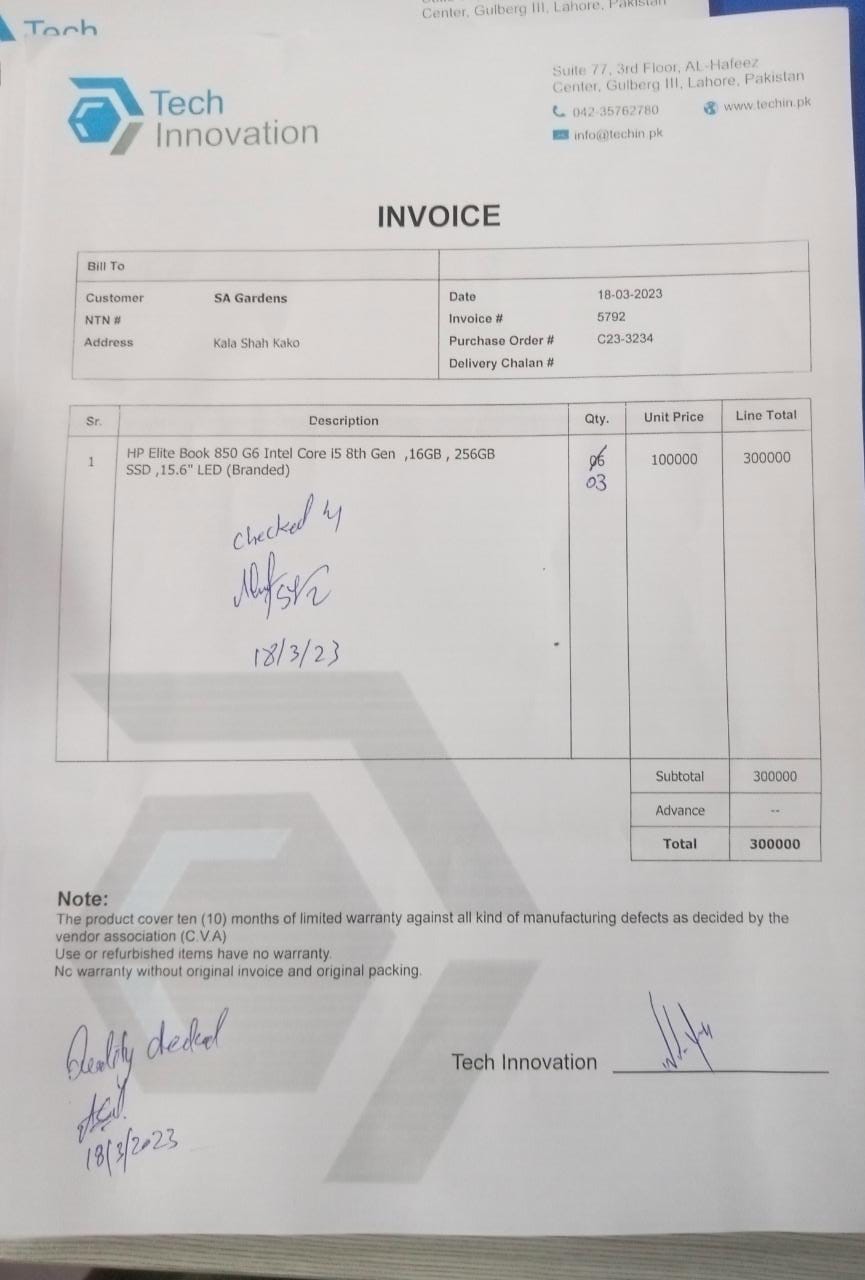 Tech
Center, Gulberg III, Lahore, Pakistan
Tech
Innovation
Suite 77, 3rd Floor, AL-Hafeez
Center, Gulberg III, Lahore, Pakistan
042-35762780 www.techin.pk
info@techin.pk
INVOICE
Bill To
Customer SA Gardens Date 18-03-2023
NTN # Invoice # 5792
Address Kala Shah Kako Purchase Order # C23-3234
Delivery Chalan #
Sr. Description Qty. Unit Price Line Total
1 HP Elite Book 850 G6 Intel Core i5 8th Gen ,16GB , 256GB 06 100000 300000
SSD ,15.6" LED (Branded) 03
checked by
18/3/23
Subtotal 300000
Advance --
Total 300000
Note:
The product cover ten (10) months of limited warranty against all kind of manufacturing defects as decided by the
vendor association (C.V.A)
Use or refurbished items have no warranty.
No warranty without original invoice and original packing.
Quality checked
Tech Innovation
18/3/2023